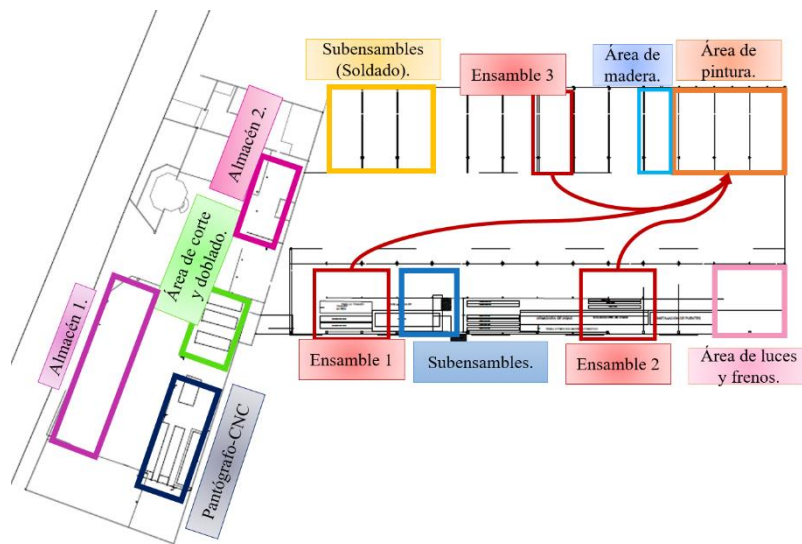 Subensambles
(Soldado).
Ensamble 3
Área de
madera.
Área de
pintura.
Almacén 2.
Área de corte
y doblado.
Almacén 1.
Pantógrafo-CNC
Ensamble 1
Subensambles.
Ensamble 2
Área de luces
y frenos.